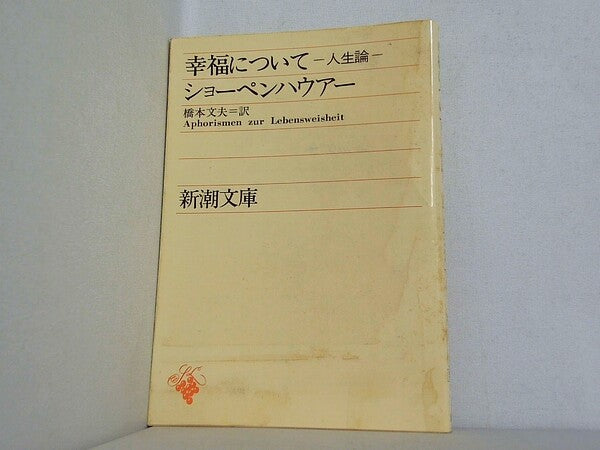 幸福について－人生論－
ショーペンハウアー
橋本文夫＝訳
Aphorismen zur Lebensweisheit
新潮文庫